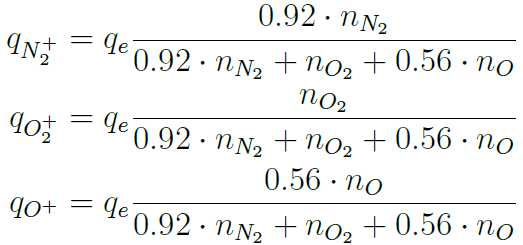 q_{N_2^+} = q_e \frac{0.92 \cdot n_{N_2}}{0.92 \cdot n_{N_2} + n_{O_2} + 0.56 \cdot n_O}
q_{O_2^+} = q_e \frac{n_{O_2}}{0.92 \cdot n_{N_2} + n_{O_2} + 0.56 \cdot n_O}
q_{O^+} = q_e \frac{0.56 \cdot n_O}{0.92 \cdot n_{N_2} + n_{O_2} + 0.56 \cdot n_O}